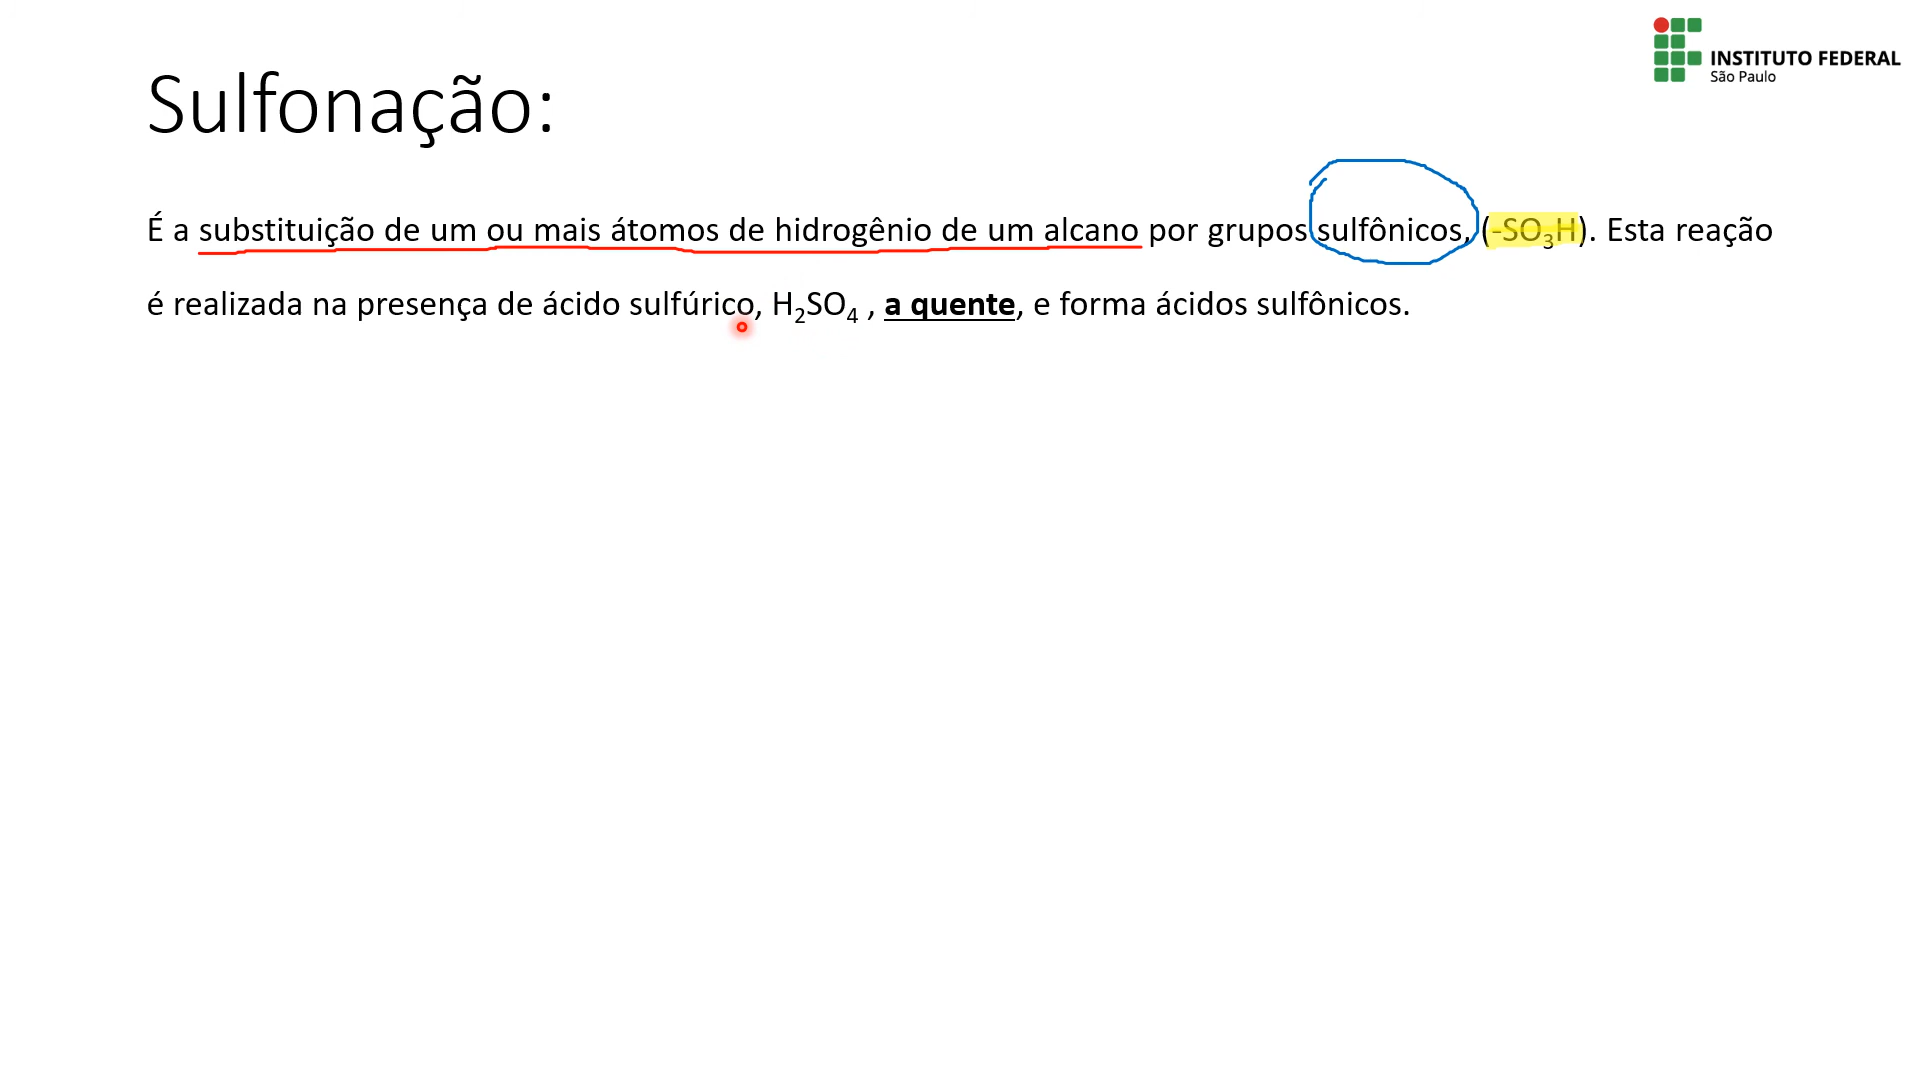 INSTITUTO FEDERAL
São Paulo
Sulfonação:
É a substituição de um ou mais átomos de hidrogênio de um alcano por grupos sulfônicos, (-SO₃H). Esta reação
é realizada na presença de ácido sulfúrico, H₂SO₄ , a quente, e forma ácidos sulfônicos.